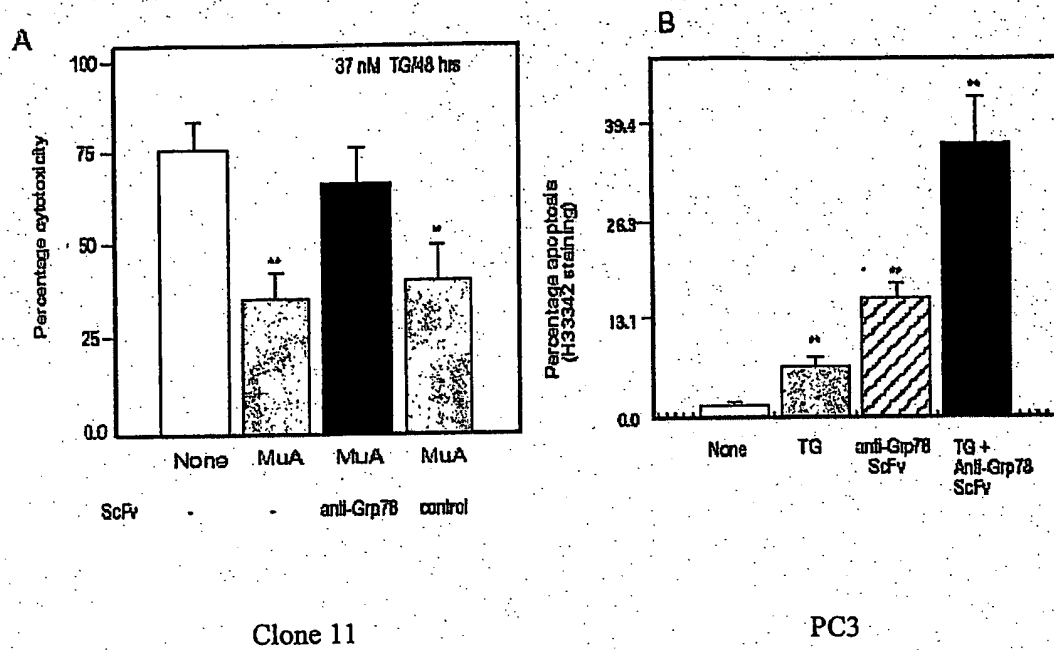 A
Percentage cytotoxicity
100
75
50
25
0.0
37 nM TG/48 hrs
**
*
None MuA MuA MuA
ScFv - - anti-Grp78 control
Clone 11
B
Percentage apoptosis
(H33342 staining)
39.4
26.3
13.1
0.0
**
**
**
None TG anti-Grp78 ScFv TG + Anti-Grp78 ScFv
PC3